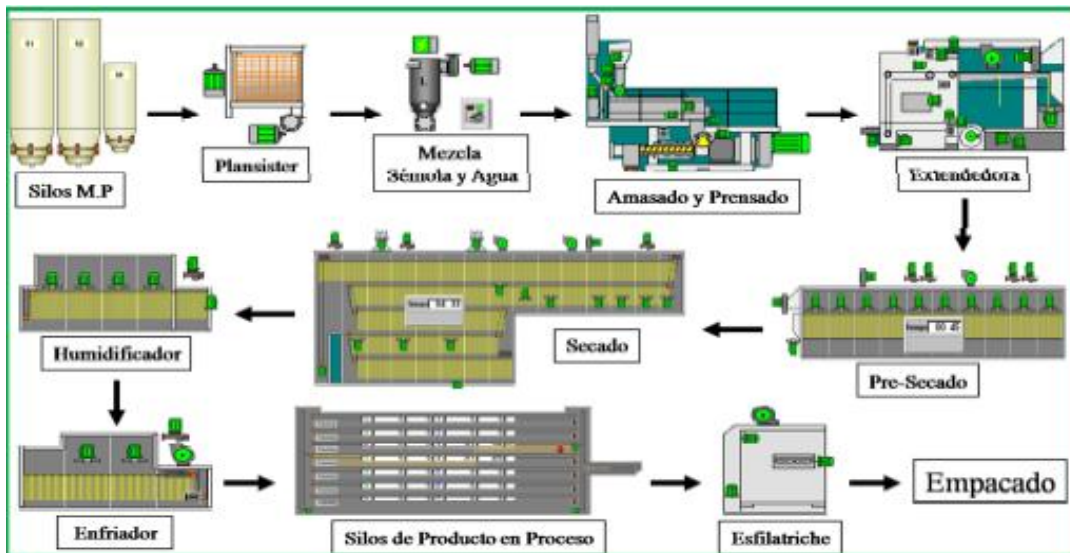 Silos M.P
Plansister
Mezcla
Sémola y Agua
Amasado y Prensado
Extendedora
Pre-Secado
Secado
Humidificador
Enfriador
Silos de Producto en Proceso
Esfilatriche
Empacado